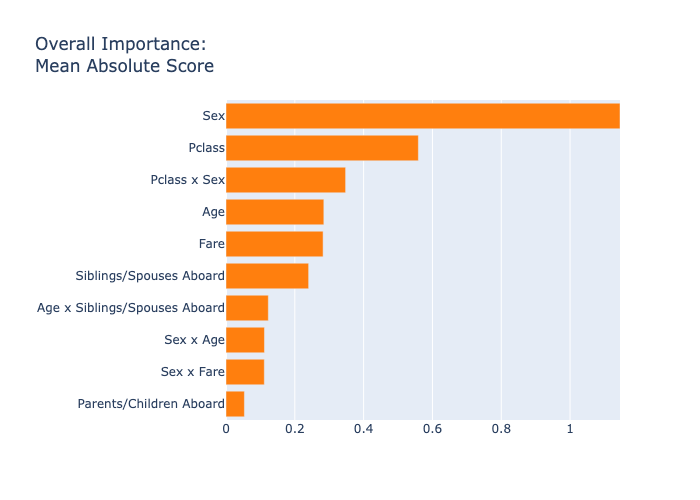 Overall Importance:
Mean Absolute Score
Sex
Pclass
Pclass x Sex
Age
Fare
Siblings/Spouses Aboard
Age x Siblings/Spouses Aboard
Sex x Age
Sex x Fare
Parents/Children Aboard
0 0.2 0.4 0.6 0.8 1